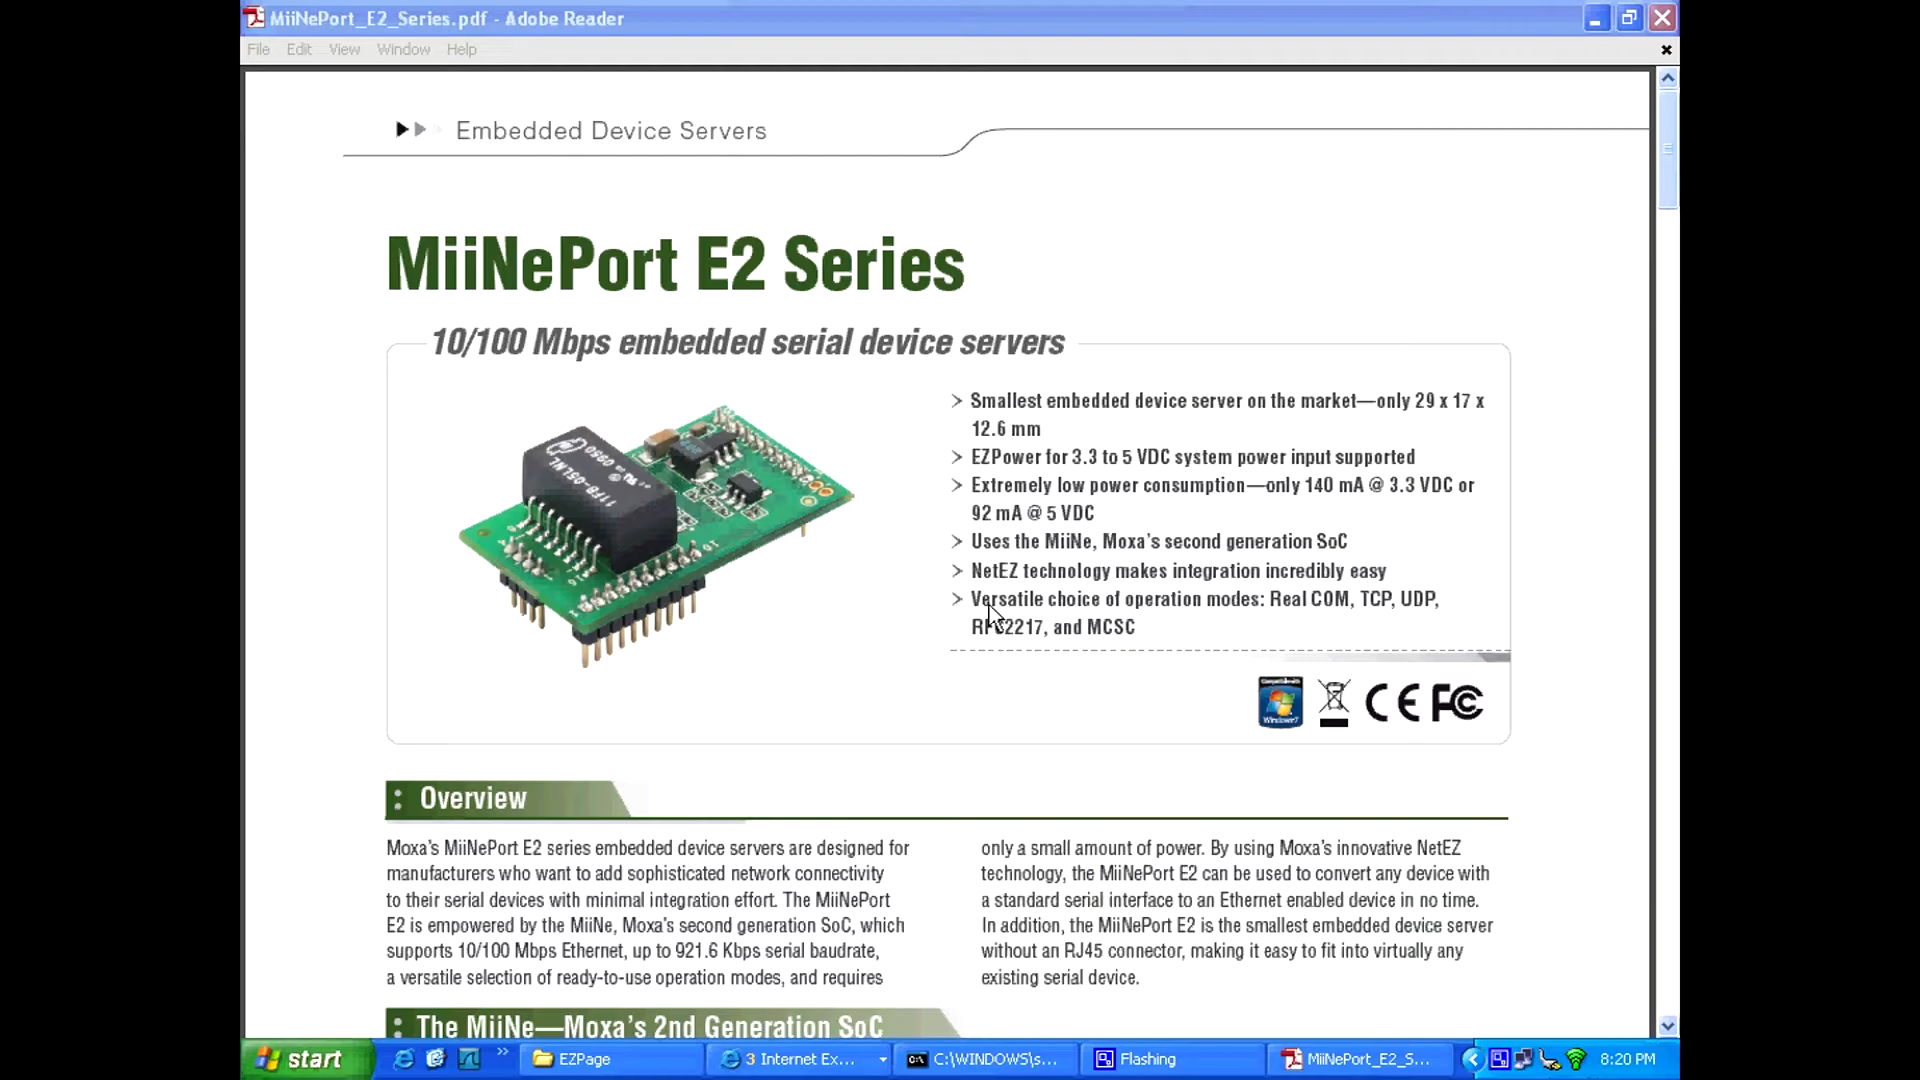 MiiNePort_E2_Series.pdf - Adobe Reader
File Edit View Window Help
Embedded Device Servers
MiiNePort E2 Series
10/100 Mbps embedded serial device servers
> Smallest embedded device server on the market—only 29 x 17 x
12.6 mm
> EZPower for 3.3 to 5 VDC system power input supported
> Extremely low power consumption—only 140 mA @ 3.3 VDC or
92 mA @ 5 VDC
> Uses the MiiNe, Moxa's second generation SoC
> NetEZ technology makes integration incredibly easy
> Versatile choice of operation modes: Real COM, TCP, UDP,
RFC2217, and MCSC
11FB-05LNL
0950
Windows7
CE FC
: Overview
Moxa's MiiNePort E2 series embedded device servers are designed for
manufacturers who want to add sophisticated network connectivity
to their serial devices with minimal integration effort. The MiiNePort
E2 is empowered by the MiiNe, Moxa's second generation SoC, which
supports 10/100 Mbps Ethernet, up to 921.6 Kbps serial baudrate,
a versatile selection of ready-to-use operation modes, and requires
only a small amount of power. By using Moxa's innovative NetEZ
technology, the MiiNePort E2 can be used to convert any device with
a standard serial interface to an Ethernet enabled device in no time.
In addition, the MiiNePort E2 is the smallest embedded device server
without an RJ45 connector, making it easy to fit into virtually any
existing serial device.
: The MiiNe—Moxa's 2nd Generation SoC
start EZPage 3 Internet Ex... C:\WINDOWS\s... Flashing MiiNePort_E2_S... 8:20 PM